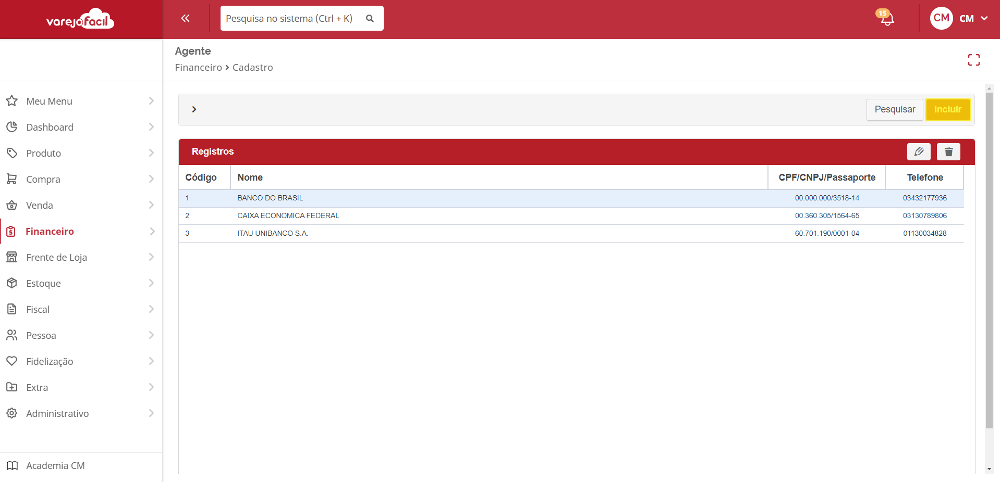 varejofacil
Pesquisa no sistema (Ctrl + K)
15
CM
CM
Agente
Financeiro > Cadastro
Meu Menu
Dashboard
Produto
Compra
Venda
Financeiro
Frente de Loja
Estoque
Fiscal
Pessoa
Fidelização
Extra
Administrativo
Academia CM
Pesquisar
Incluir
Registros
Código Nome CPF/CNPJ/Passaporte Telefone
1 BANCO DO BRASIL 00.000.000/3518-14 03432177936
2 CAIXA ECONOMICA FEDERAL 00.360.305/1564-65 03130789806
3 ITAU UNIBANCO S.A. 60.701.190/0001-04 01130034828